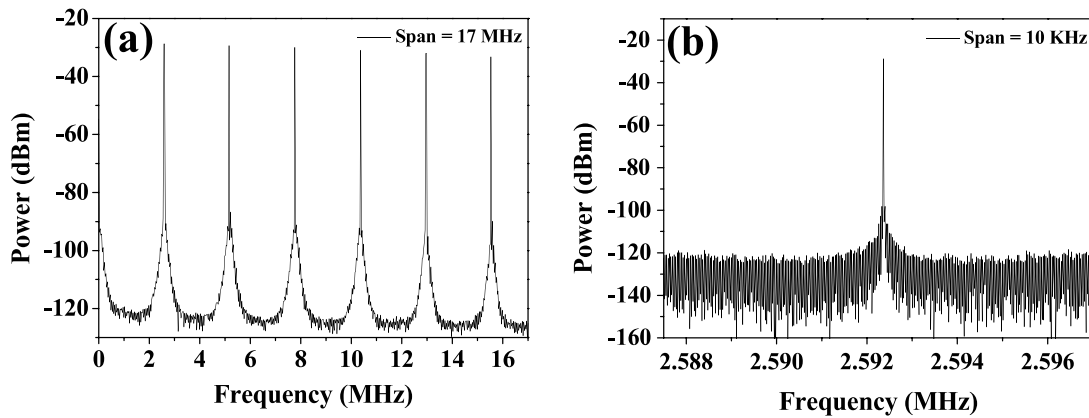 (a)
Span = 17 MHz
-20
-40
-60
-80
-100
-120
Power (dBm)
0 2 4 6 8 10 12 14 16
Frequency (MHz)
(b)
Span = 10 KHz
-20
-40
-60
-80
-100
-120
-140
-160
Power (dBm)
2.588 2.590 2.592 2.594 2.596
Frequency (MHz)